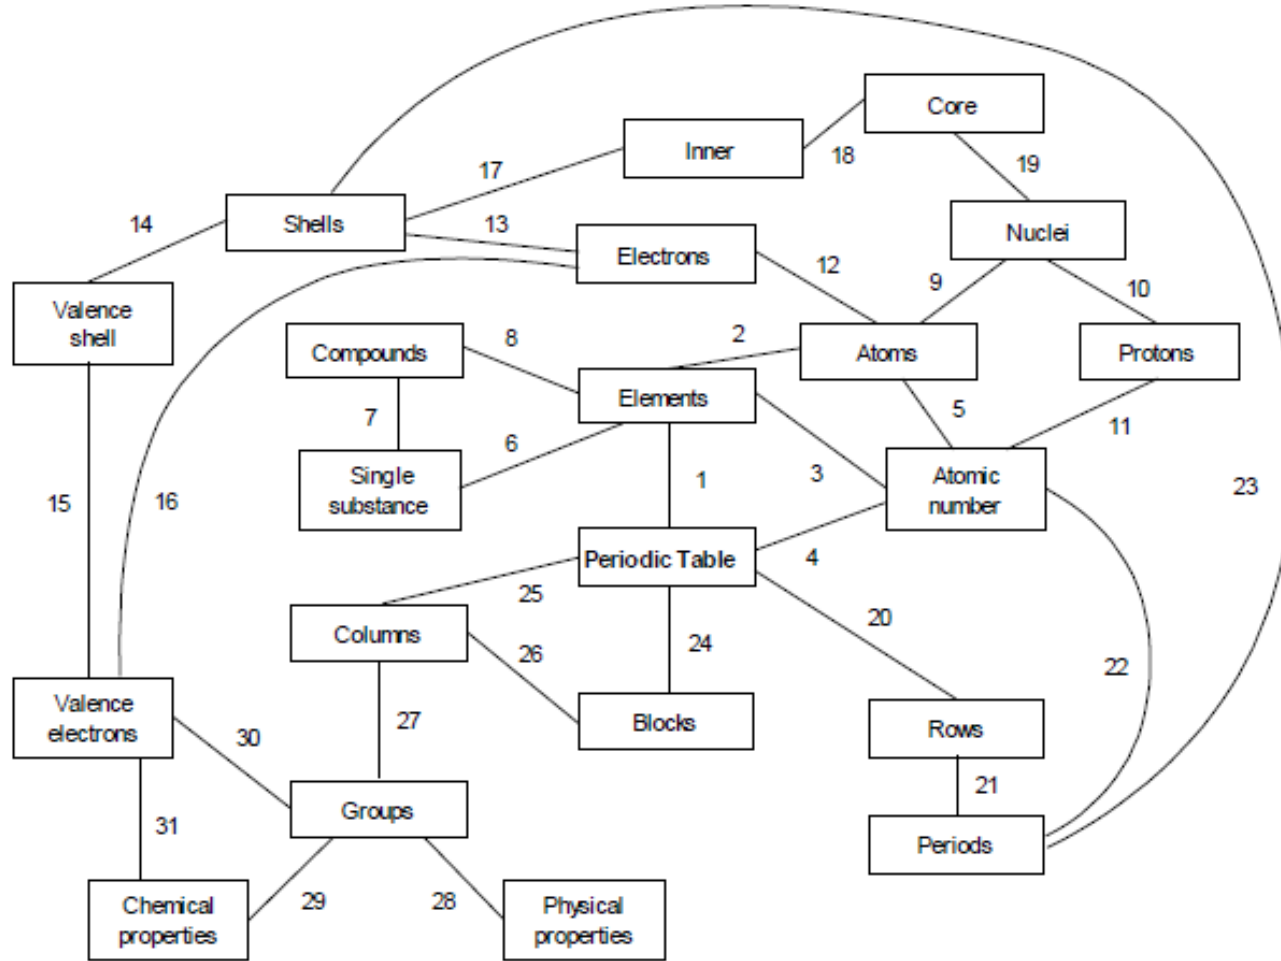 Core
Inner
18
19
17
14
Shells
13
Nuclei
Electrons
12
9
10
Valence
shell
8
2
Compounds
Atoms
Protons
Elements
5
7
6
11
Single
substance
1
3
Atomic
number
23
15
16
Periodic Table
4
25
20
Columns
26
24
22
Valence
electrons
30
27
Blocks
Rows
21
31
Groups
Periods
29
28
Chemical
properties
Physical
properties